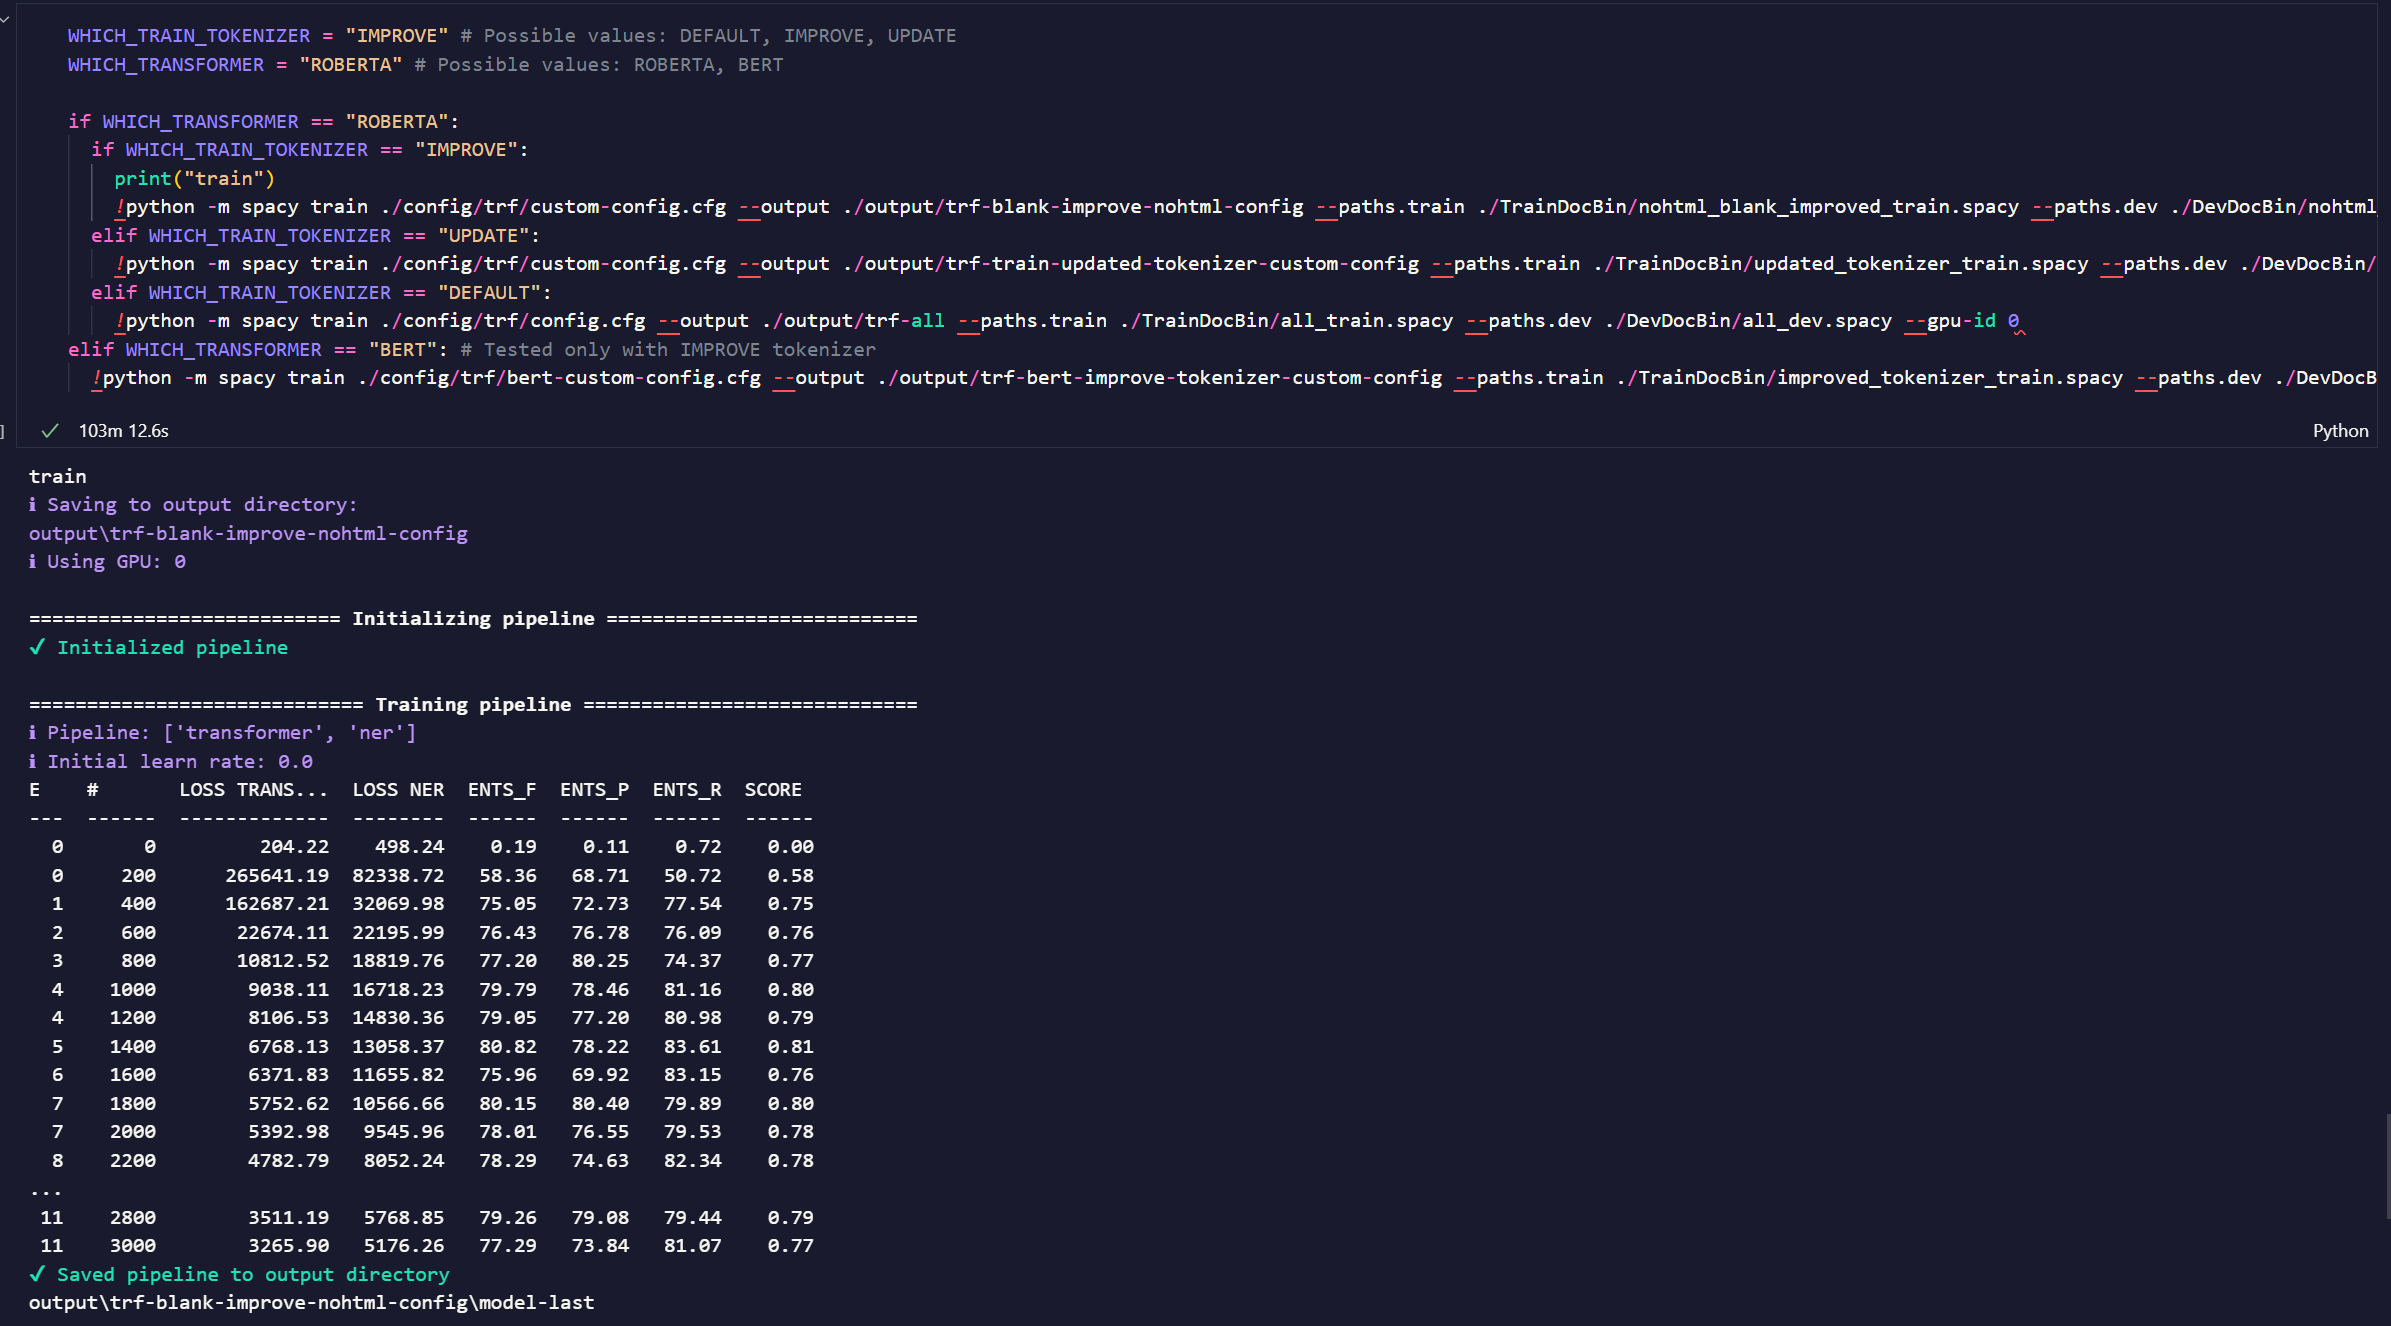 WHICH_TRAIN_TOKENIZER = "IMPROVE" # Possible values: DEFAULT, IMPROVE, UPDATE
WHICH_TRANSFORMER = "ROBERTA" # Possible values: ROBERTA, BERT
if WHICH_TRANSFORMER == "ROBERTA":
  if WHICH_TRAIN_TOKENIZER == "IMPROVE":
    print("train")
    !python -m spacy train ./config/trf/custom-config.cfg --output ./output/trf-blank-improve-nohtml-config --paths.train ./TrainDocBin/nohtml_blank_improved_train.spacy --paths.dev ./DevDocBin/nohtml_
  elif WHICH_TRAIN_TOKENIZER == "UPDATE":
    !python -m spacy train ./config/trf/custom-config.cfg --output ./output/trf-train-updated-tokenizer-custom-config --paths.train ./TrainDocBin/updated_tokenizer_train.spacy --paths.dev ./DevDocBin/
  elif WHICH_TRAIN_TOKENIZER == "DEFAULT":
    !python -m spacy train ./config/trf/config.cfg --output ./output/trf-all --paths.train ./TrainDocBin/all_train.spacy --paths.dev ./DevDocBin/all_dev.spacy --gpu-id 0
elif WHICH_TRANSFORMER == "BERT": # Tested only with IMPROVE tokenizer
  !python -m spacy train ./config/trf/bert-custom-config.cfg --output ./output/trf-bert-improve-tokenizer-custom-config --paths.train ./TrainDocBin/improved_tokenizer_train.spacy --paths.dev ./DevDocB
] ✓ 103m 12.6s Python
train
ℹ Saving to output directory:
output\trf-blank-improve-nohtml-config
ℹ Using GPU: 0
=========================== Initializing pipeline ===========================
✔ Initialized pipeline
============================= Training pipeline =============================
ℹ Pipeline: ['transformer', 'ner']
ℹ Initial learn rate: 0.0
E    #       LOSS TRANS...  LOSS NER  ENTS_F  ENTS_P  ENTS_R  SCORE
---  ------  -------------  --------  ------  ------  ------  ------
  0       0         204.22    498.24    0.19    0.11    0.72    0.00
  0     200      265641.19  82338.72   58.36   68.71   50.72    0.58
  1     400      162687.21  32069.98   75.05   72.73   77.54    0.75
  2     600       22674.11  22195.99   76.43   76.78   76.09    0.76
  3     800       10812.52  18819.76   77.20   80.25   74.37    0.77
  4    1000        9038.11  16718.23   79.79   78.46   81.16    0.80
  4    1200        8106.53  14830.36   79.05   77.20   80.98    0.79
  5    1400        6768.13  13058.37   80.82   78.22   83.61    0.81
  6    1600        6371.83  11655.82   75.96   69.92   83.15    0.76
  7    1800        5752.62  10566.66   80.15   80.40   79.89    0.80
  7    2000        5392.98   9545.96   78.01   76.55   79.53    0.78
  8    2200        4782.79   8052.24   78.29   74.63   82.34    0.78
...
 11    2800        3511.19   5768.85   79.26   79.08   79.44    0.79
 11    3000        3265.90   5176.26   77.29   73.84   81.07    0.77
✔ Saved pipeline to output directory
output\trf-blank-improve-nohtml-config\model-last